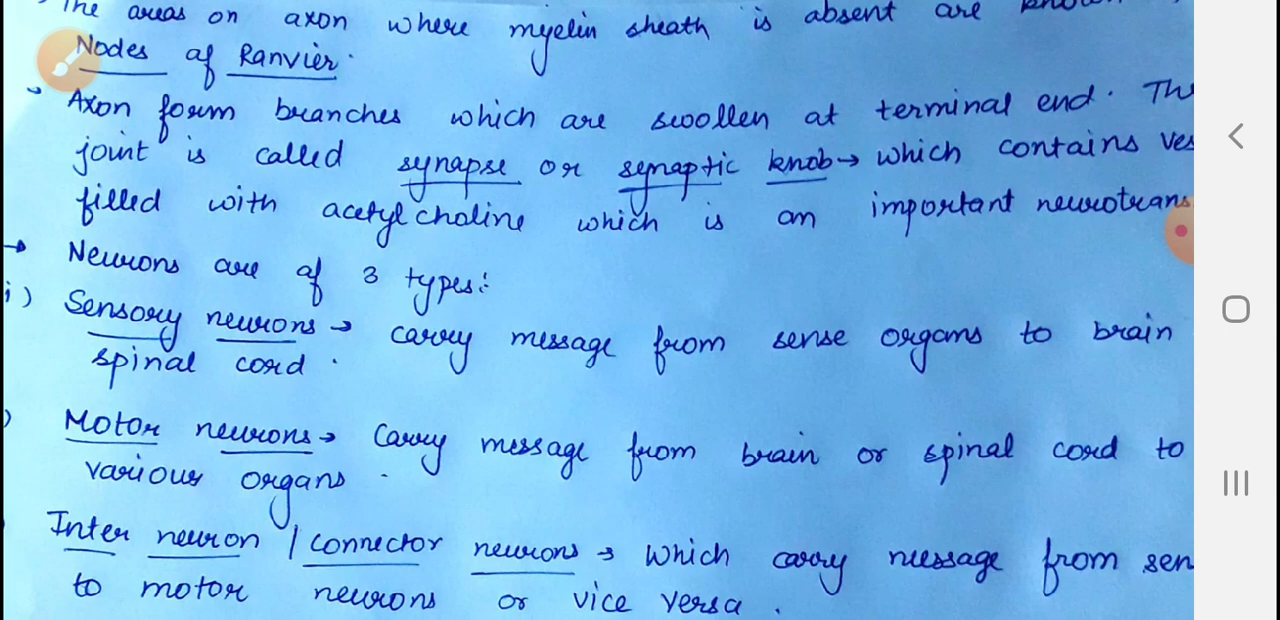 The areas on axon where myelin sheath is absent are
Nodes of Ranvier.
Axon form branches which are swollen at terminal end. The
joint is called synapse or synaptic knob → which contains ves
filled with acetylcholine which is an important neurotrans
→ Neurons are of 3 types:
i) Sensory neurons → carry message from sense organs to brain
spinal cord.
) Motor neurons → Carry message from brain or spinal cord to
various organs.
Inter neuron / connector neurons → which carry message from sen
to motor neurons or vice versa.